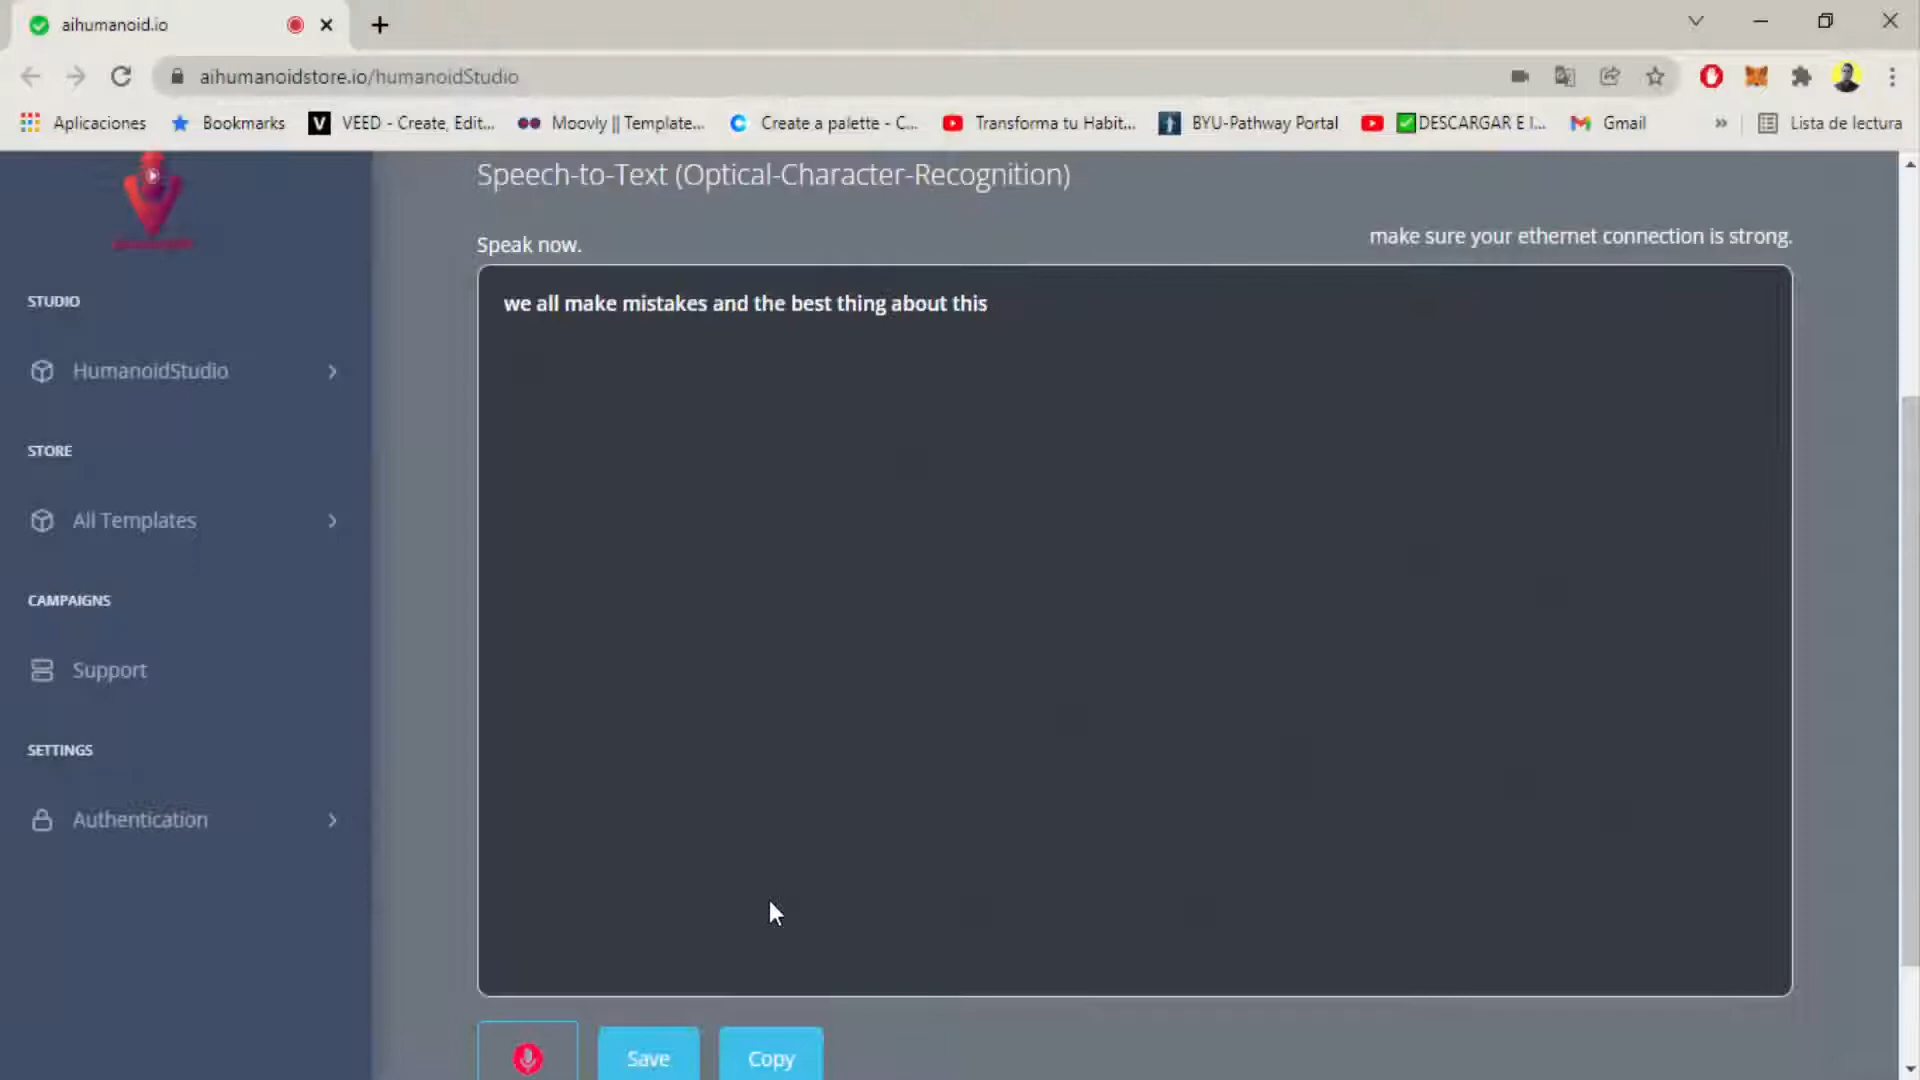 aihumanoid.io
aihumanoidstore.io/humanoidStudio
Aplicaciones
Bookmarks
VEED - Create, Edit...
Moovly || Template...
Create a palette - C...
Transforma tu Habit...
BYU-Pathway Portal
DESCARGAR E I...
Gmail
»
Lista de lectura
Speech-to-Text (Optical-Character-Recognition)
Speak now.
make sure your ethernet connection is strong.
we all make mistakes and the best thing about this
STUDIO
HumanoidStudio
STORE
All Templates
CAMPAIGNS
Support
SETTINGS
Authentication
Save
Copy